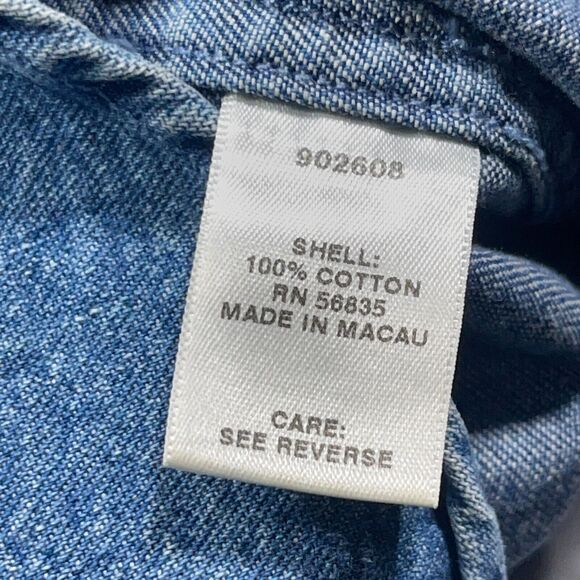 902608
SHELL:
100% COTTON
RN 56835
MADE IN MACAU
CARE:
SEE REVERSE